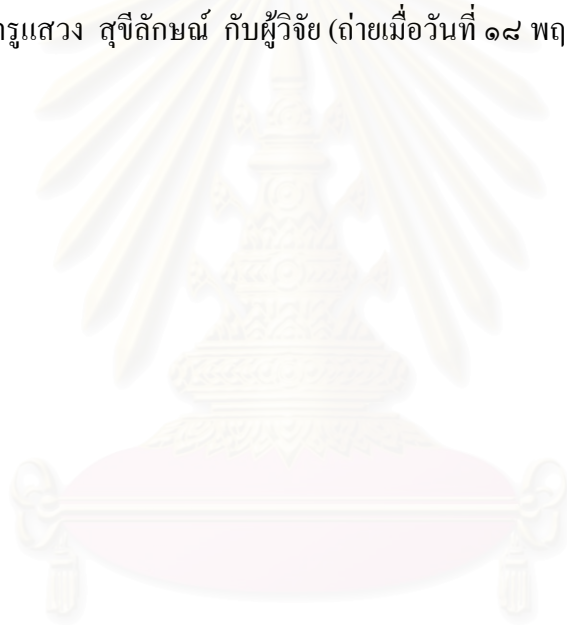 รูแสวง สุขีลักษณ์ กับผู้วิจัย (ถ่ายเมื่อวันที่ ๑๘ พฤ